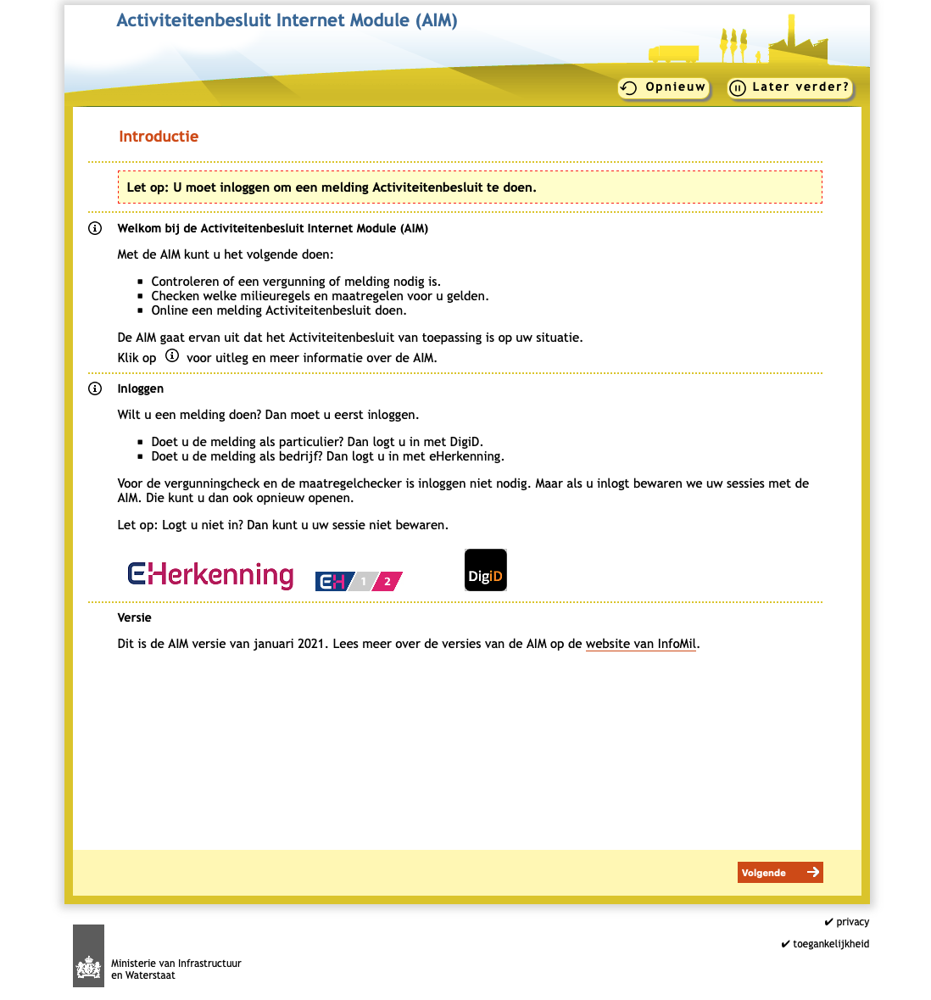 Activiteitenbesluit Internet Module (AIM)
Opnieuw
Later verder?
Introductie
Let op: U moet inloggen om een melding Activiteitenbesluit te doen.
Welkom bij de Activiteitenbesluit Internet Module (AIM)
Met de AIM kunt u het volgende doen:
Controleren of een vergunning of melding nodig is.
Checken welke milieuregels en maatregelen voor u gelden.
Online een melding Activiteitenbesluit doen.
De AIM gaat ervan uit dat het Activiteitenbesluit van toepassing is op uw situatie.
Klik op voor uitleg en meer informatie over de AIM.
Inloggen
Wilt u een melding doen? Dan moet u eerst inloggen.
Doet u de melding als particulier? Dan logt u in met DigiD.
Doet u de melding als bedrijf? Dan logt u in met eHerkenning.
Voor de vergunningcheck en de maatregelchecker is inloggen niet nodig. Maar als u inlogt bewaren we uw sessies met de
AIM. Die kunt u dan ook opnieuw openen.
Let op: Logt u niet in? Dan kunt u uw sessie niet bewaren.
EHerkenning
EH 1 2
DigiD
Versie
Dit is de AIM versie van januari 2021. Lees meer over de versies van de AIM op de website van InfoMil.
Volgende
✔ privacy
✔ toegankelijkheid
Ministerie van Infrastructuur
en Waterstaat